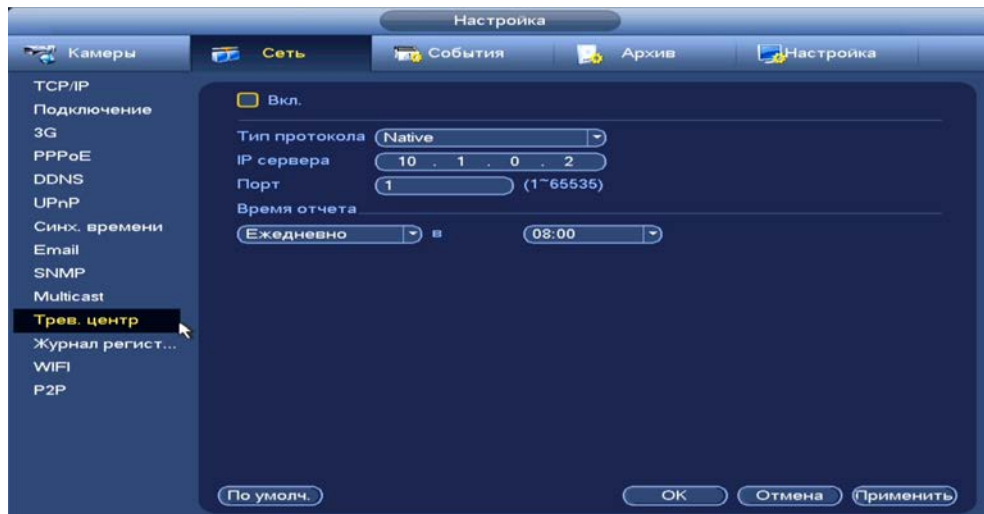 Настройка
Камеры
Сеть
События
Архив
Настройка
TCP/IP
Подключение
3G
PPPoE
DDNS
UPnP
Синх. времени
Email
SNMP
Multicast
Трев. центр
Журнал регист...
WIFI
P2P
Вкл.
Тип протокола Native
IP сервера 10 . 1 . 0 . 2
Порт 1 (1~65535)
Время отчета
Ежедневно в 08:00
По умолч. OK Отмена Применить